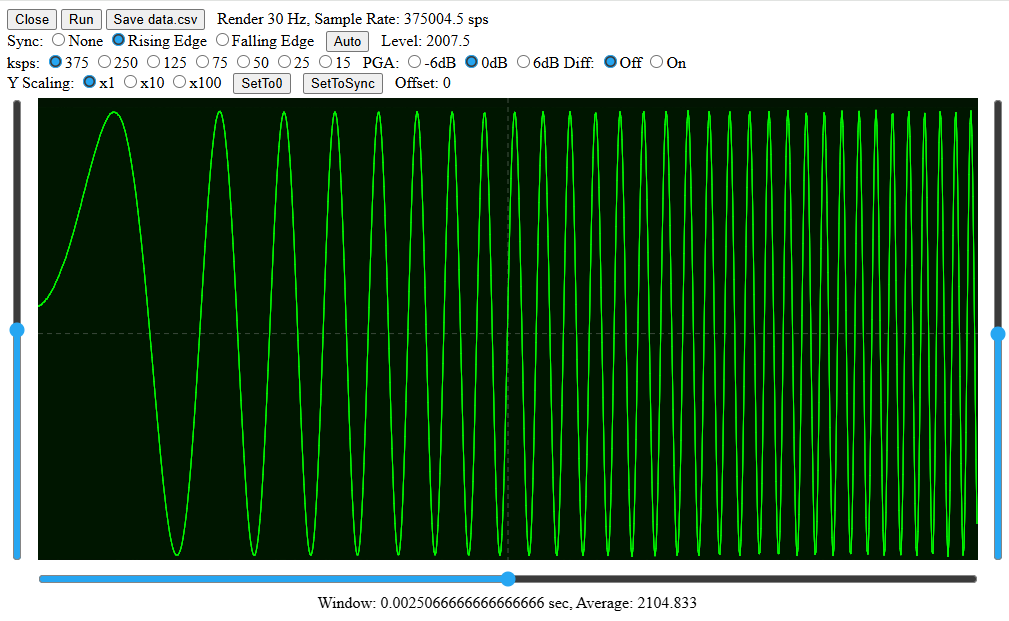 Close Run Save data.csv Render 30 Hz, Sample Rate: 375004.5 sps
Sync: None Rising Edge Falling Edge Auto Level: 2007.5
ksps: 375 250 125 75 50 25 15 PGA: -6dB 0dB 6dB Diff: Off On
Y Scaling: x1 x10 x100 SetTo0 SetToSync Offset: 0
Window: 0.0025066666666666666 sec, Average: 2104.833